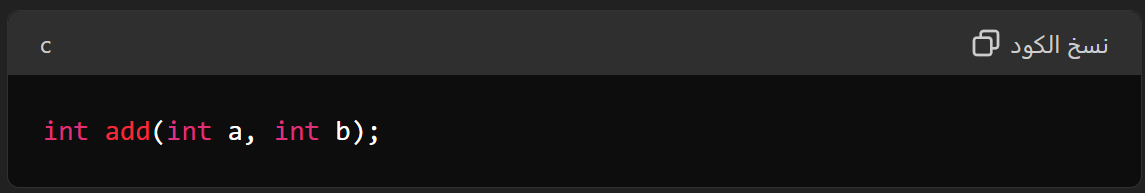 c
نسخ الكود
int add(int a, int b);